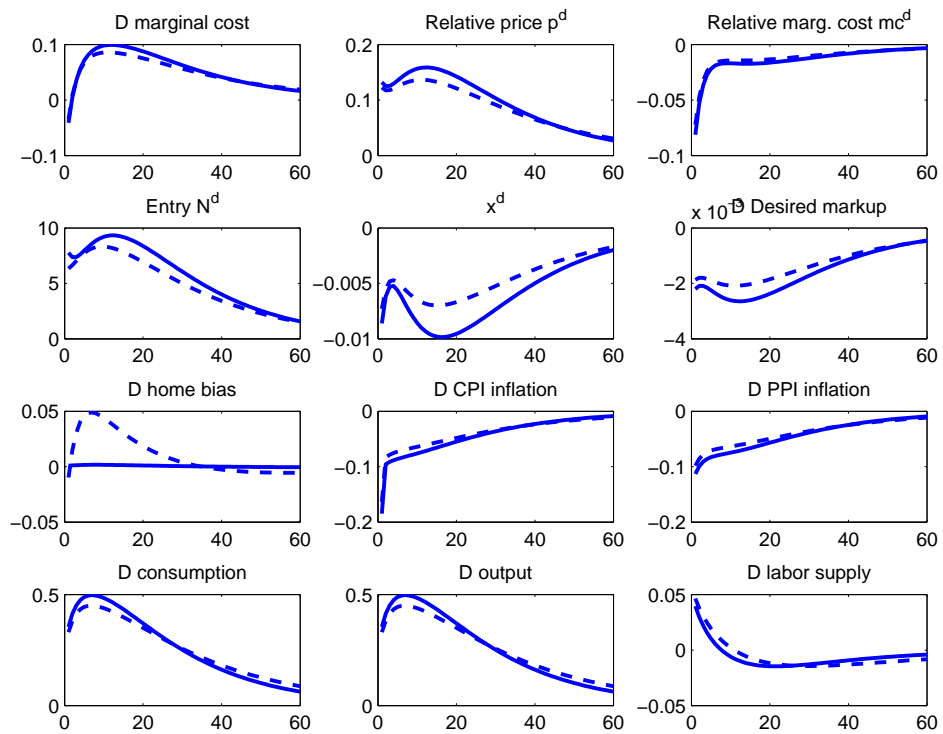 D marginal cost
0.1
0
−0.1
0 20 40 60
Relative price p^d
0.2
0.1
0
0 20 40 60
Relative marg. cost mc^d
0
−0.05
−0.1
0 20 40 60
Entry N^d
10
5
0
0 20 40 60
x^d
0
−0.005
−0.01
0 20 40 60
x 10^−3
D Desired markup
0
−2
−4
0 20 40 60
D home bias
0.05
0
−0.05
0 20 40 60
D CPI inflation
0
−0.1
−0.2
0 20 40 60
D PPI inflation
0
−0.1
−0.2
0 20 40 60
D consumption
0.5
0
0 20 40 60
D output
0.5
0
0 20 40 60
D labor supply
0.05
0
−0.05
0 20 40 60